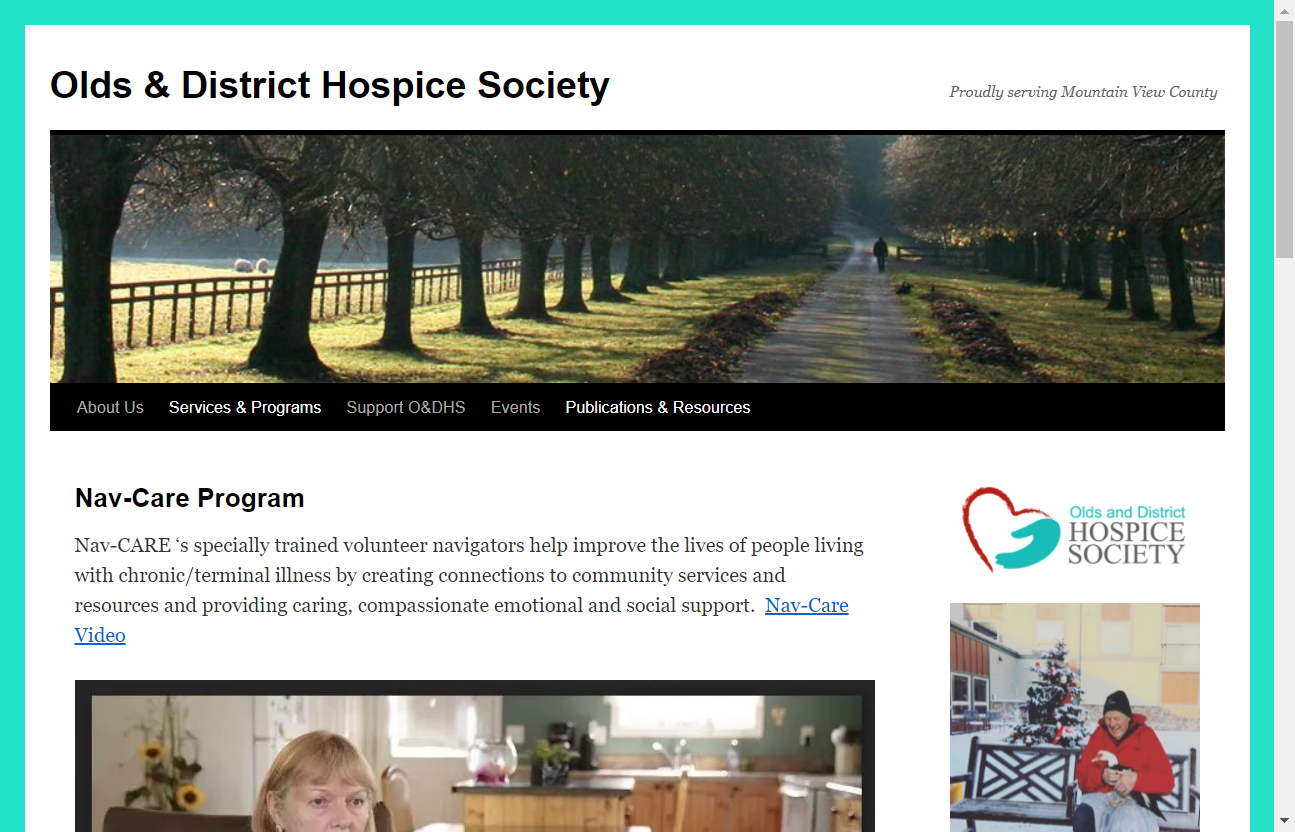 Olds & District Hospice Society
Proudly serving Mountain View County
About Us Services & Programs Support O&DHS Events Publications & Resources
Nav-Care Program
Nav-CARE ‘s specially trained volunteer navigators help improve the lives of people living
with chronic/terminal illness by creating connections to community services and
resources and providing caring, compassionate emotional and social support. Nav-Care
Video
Olds and District
HOSPICE
SOCIETY